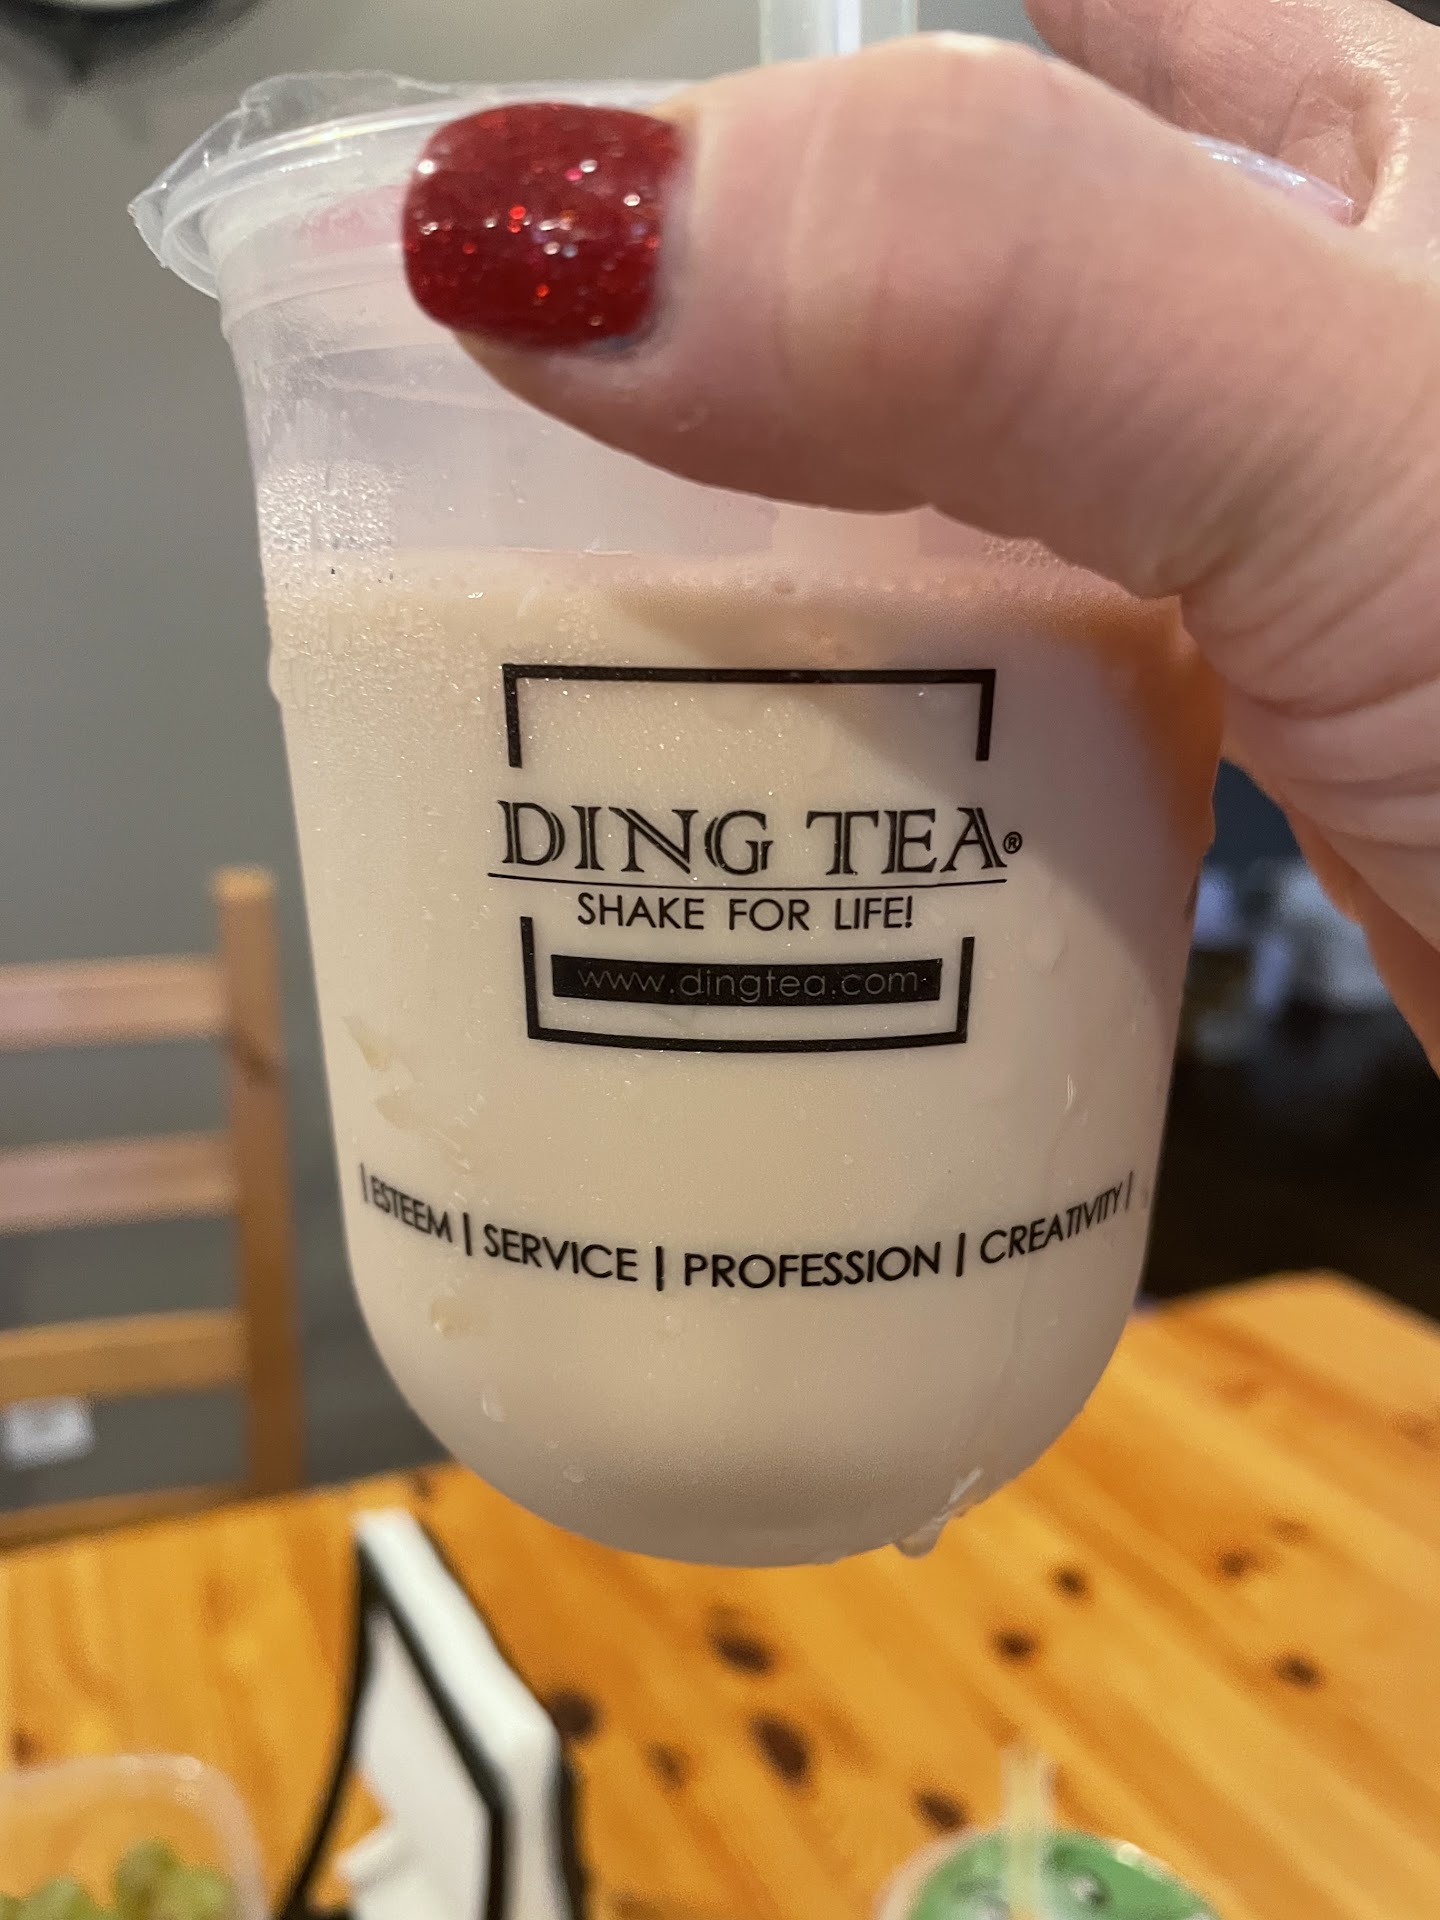 DING TEA®
SHAKE FOR LIFE!
www.dingtea.com
| ESTEEM | SERVICE | PROFESSION | CREATIVITY |